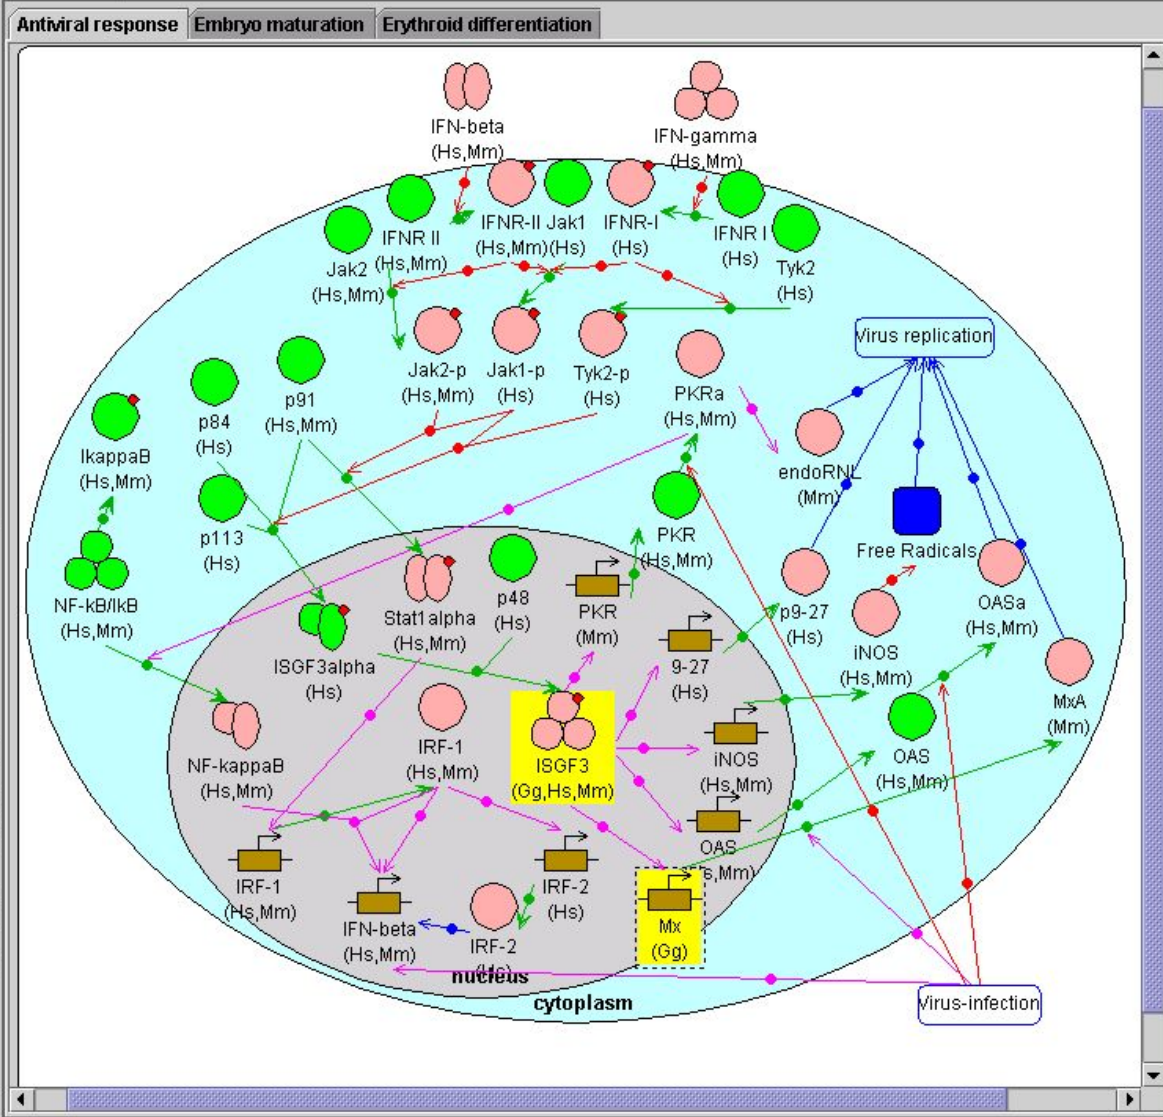 Antiviral response Embryo maturation Erythroid differentiation
IFN-beta
(Hs,Mm)
IFN-gamma
(Hs,Mm)
Jak2
(Hs,Mm)
IFNR II
(Hs,Mm)
IFNR-II
(Hs,Mm)
Jak1
(Hs)
IFNR-I
(Hs)
IFNR I
(Hs)
Tyk2
(Hs)
Virus replication
Jak2-p
(Hs,Mm)
Jak1-p
(Hs)
Tyk2-p
(Hs)
PKRa
(Hs,Mm)
IkappaB
(Hs,Mm)
p84
(Hs)
p91
(Hs,Mm)
endoRNL
(Mm)
p113
(Hs)
PKR
(Hs,Mm)
Free Radicals
NF-kB/IkB
(Hs,Mm)
ISGF3alpha
(Hs)
Stat1alpha
(Hs,Mm)
p48
(Hs)
PKR
(Mm)
9-27
(Hs)
p9-27
(Hs)
iNOS
(Hs,Mm)
OASa
(Hs,Mm)
MxA
(Mm)
NF-kappaB
(Hs,Mm)
IRF-1
(Hs,Mm)
ISGF3
(Gg,Hs,Mm)
iNOS
(Hs,Mm)
OAS
(Hs,Mm)
OAS
s,Mm)
IRF-1
(Hs,Mm)
IFN-beta
(Hs,Mm)
IRF-2
(Hs)
IRF-2
(Hs)
Mx
(Gg)
nucleus
cytoplasm
Virus-infection